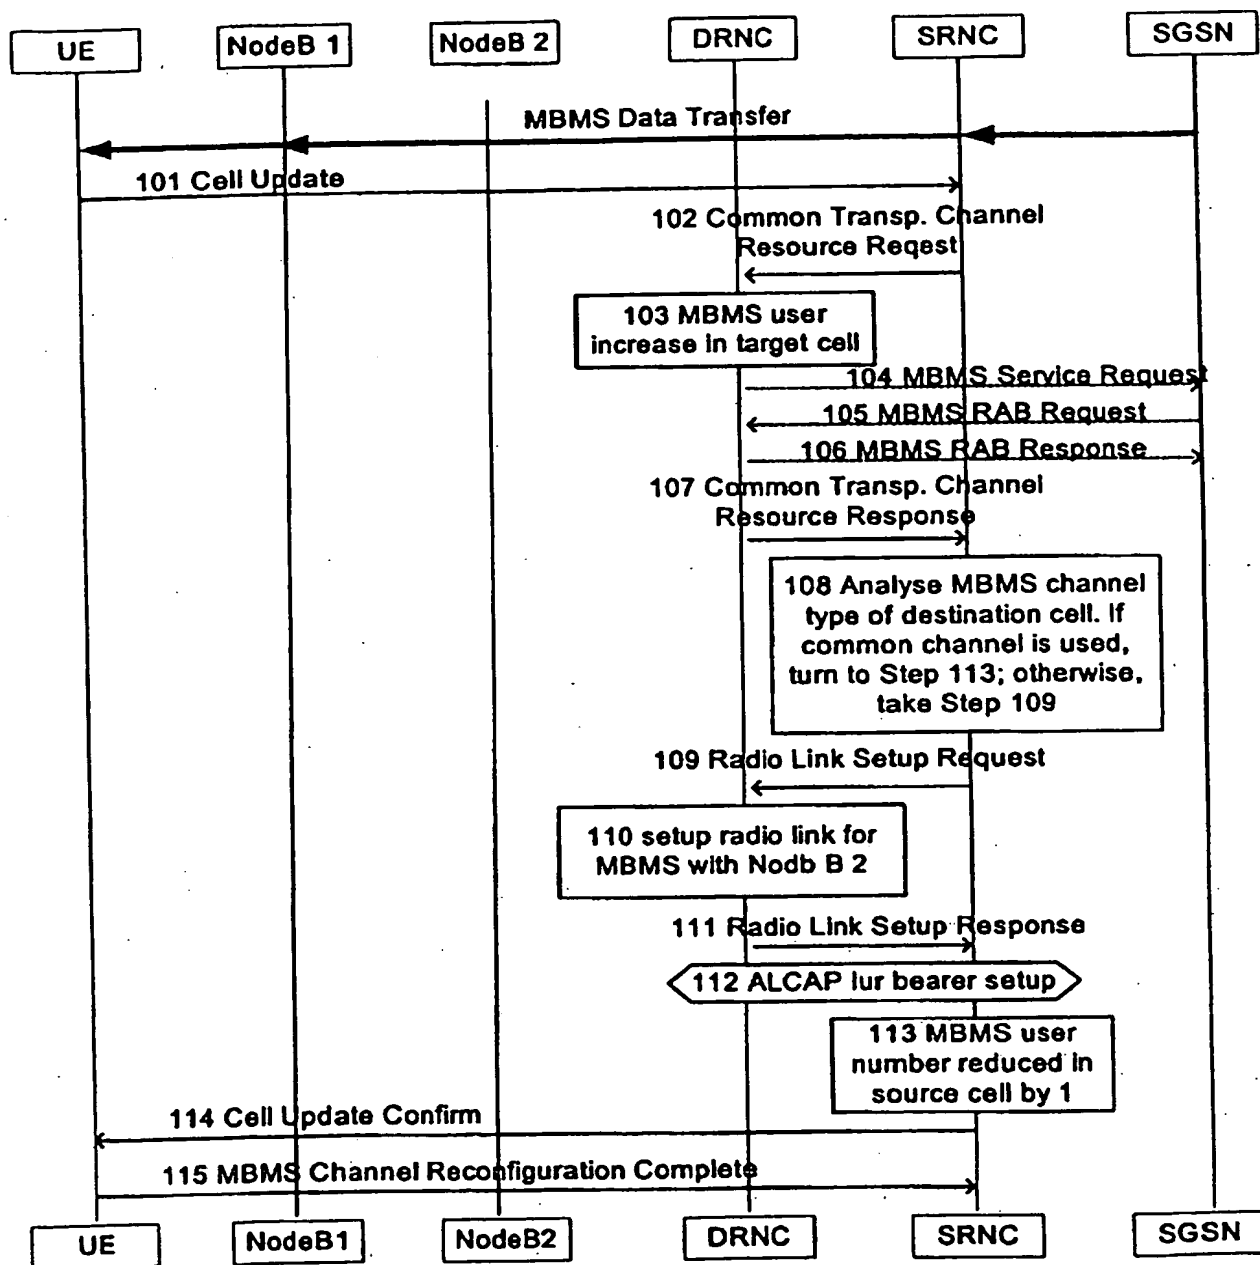 UE NodeB 1 NodeB 2 DRNC SRNC SGSN
MBMS Data Transfer
101 Cell Update
102 Common Transp. Channel
Resource Reqest
103 MBMS user
increase in target cell
104 MBMS Service Request
105 MBMS RAB Request
106 MBMS RAB Response
107 Common Transp. Channel
Resource Response
108 Analyse MBMS channel
type of destination cell. If
common channel is used,
turn to Step 113; otherwise,
take Step 109
109 Radio Link Setup Request
110 setup radio link for
MBMS with Nodb B 2
111 Radio Link Setup Response
112 ALCAP Iur bearer setup
113 MBMS user
number reduced in
source cell by 1
114 Cell Update Confirm
115 MBMS Channel Reconfiguration Complete
UE NodeB1 NodeB2 DRNC SRNC SGSN